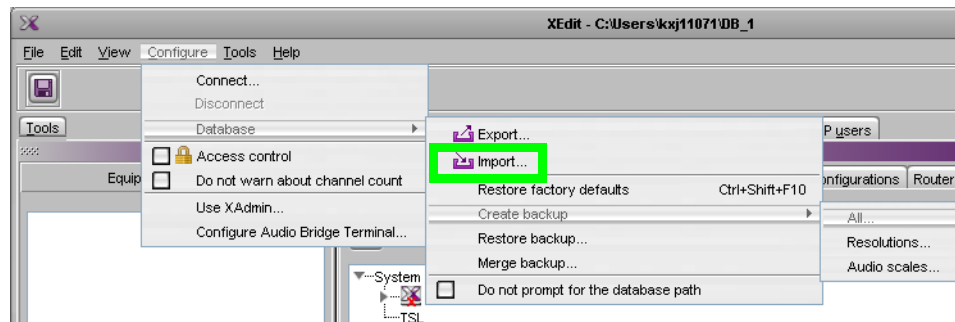 XEdit - C:\Users\kxj11071\DB_1
File Edit View Configure Tools Help
Connect...
Disconnect
Tools
Database
Export...
P users
Access control
Import...
Equip
Do not warn about channel count
Restore factory defaults Ctrl+Shift+F10
onfigurations Router
Use XAdmin...
Create backup
All...
Configure Audio Bridge Terminal...
Restore backup...
Resolutions...
Merge backup...
Audio scales...
System
Do not prompt for the database path
TSL